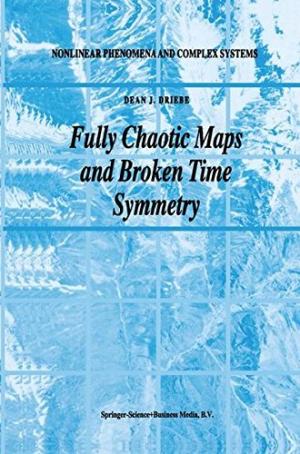 NONLINEAR PHENOMENA AND COMPLEX SYSTEMS
DEAN J. DRIEBE
Fully Chaotic Maps
and Broken Time
Symmetry
Springer-Science+Business Media, B.V.